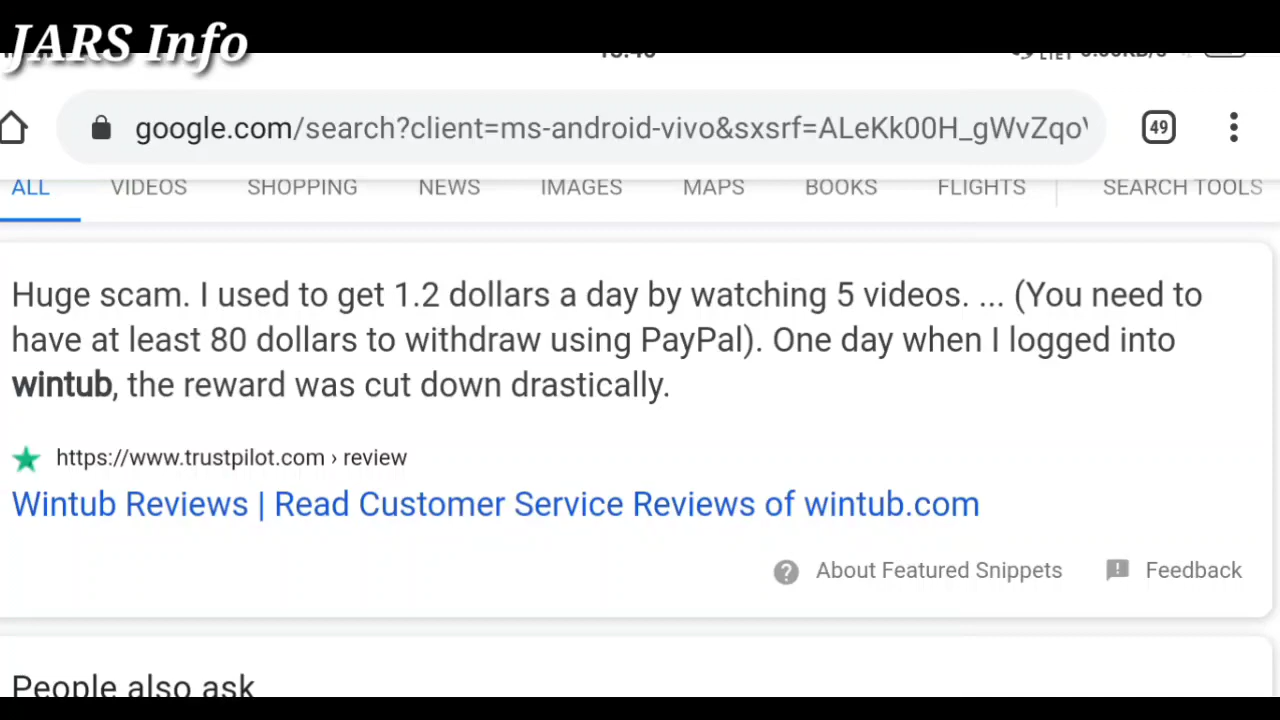 JARS Info
google.com/search?client=ms-android-vivo&sxsrf=ALeKk00H_gWvZqo
49
ALL VIDEOS SHOPPING NEWS IMAGES MAPS BOOKS FLIGHTS SEARCH TOOLS
Huge scam. I used to get 1.2 dollars a day by watching 5 videos. ... (You need to
have at least 80 dollars to withdraw using PayPal). One day when I logged into
wintub, the reward was cut down drastically.
https://www.trustpilot.com › review
Wintub Reviews | Read Customer Service Reviews of wintub.com
About Featured Snippets Feedback
People also ask